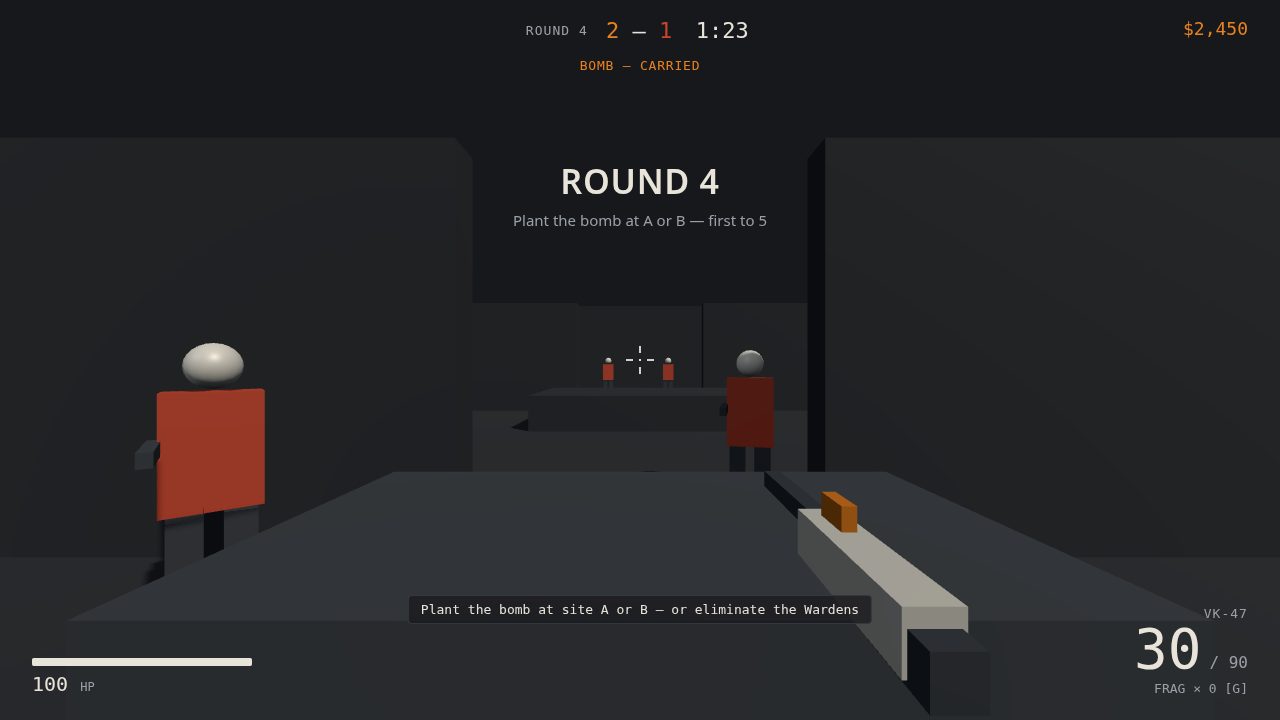 ROUND 4 2 — 1 1:23
$2,450
BOMB — CARRIED
ROUND 4
Plant the bomb at A or B — first to 5
Plant the bomb at site A or B — or eliminate the Wardens
VK-47
30 / 90
100 HP
FRAG × 0 [G]